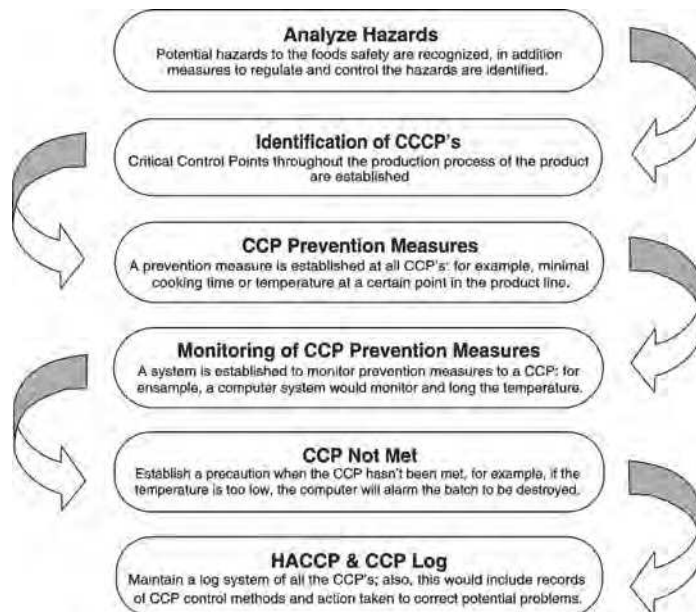 Analyze Hazards
Potential hazards to the foods safety are recognized, in addition
measures to regulate and control the hazards are identified.
Identification of CCCP's
Critical Control Points throughout the production process of the product
are established
CCP Prevention Measures
A prevention measure is established at all CCP's: for example, minimal
cooking time or temperature at a certain point in the product line.
Monitoring of CCP Prevention Measures
A system is established to monitor prevention measures to a CCP: for
ensample, a computer system would monitor and long the temperature.
CCP Not Met
Establish a precaution when the CCP hasn't been met, for example, if the
temperature is too low, the computer will alarm the batch to be destroyed.
HACCP & CCP Log
Maintain a log system of all the CCP's; also, this would include records
of CCP control methods and action taken to correct potential problems.